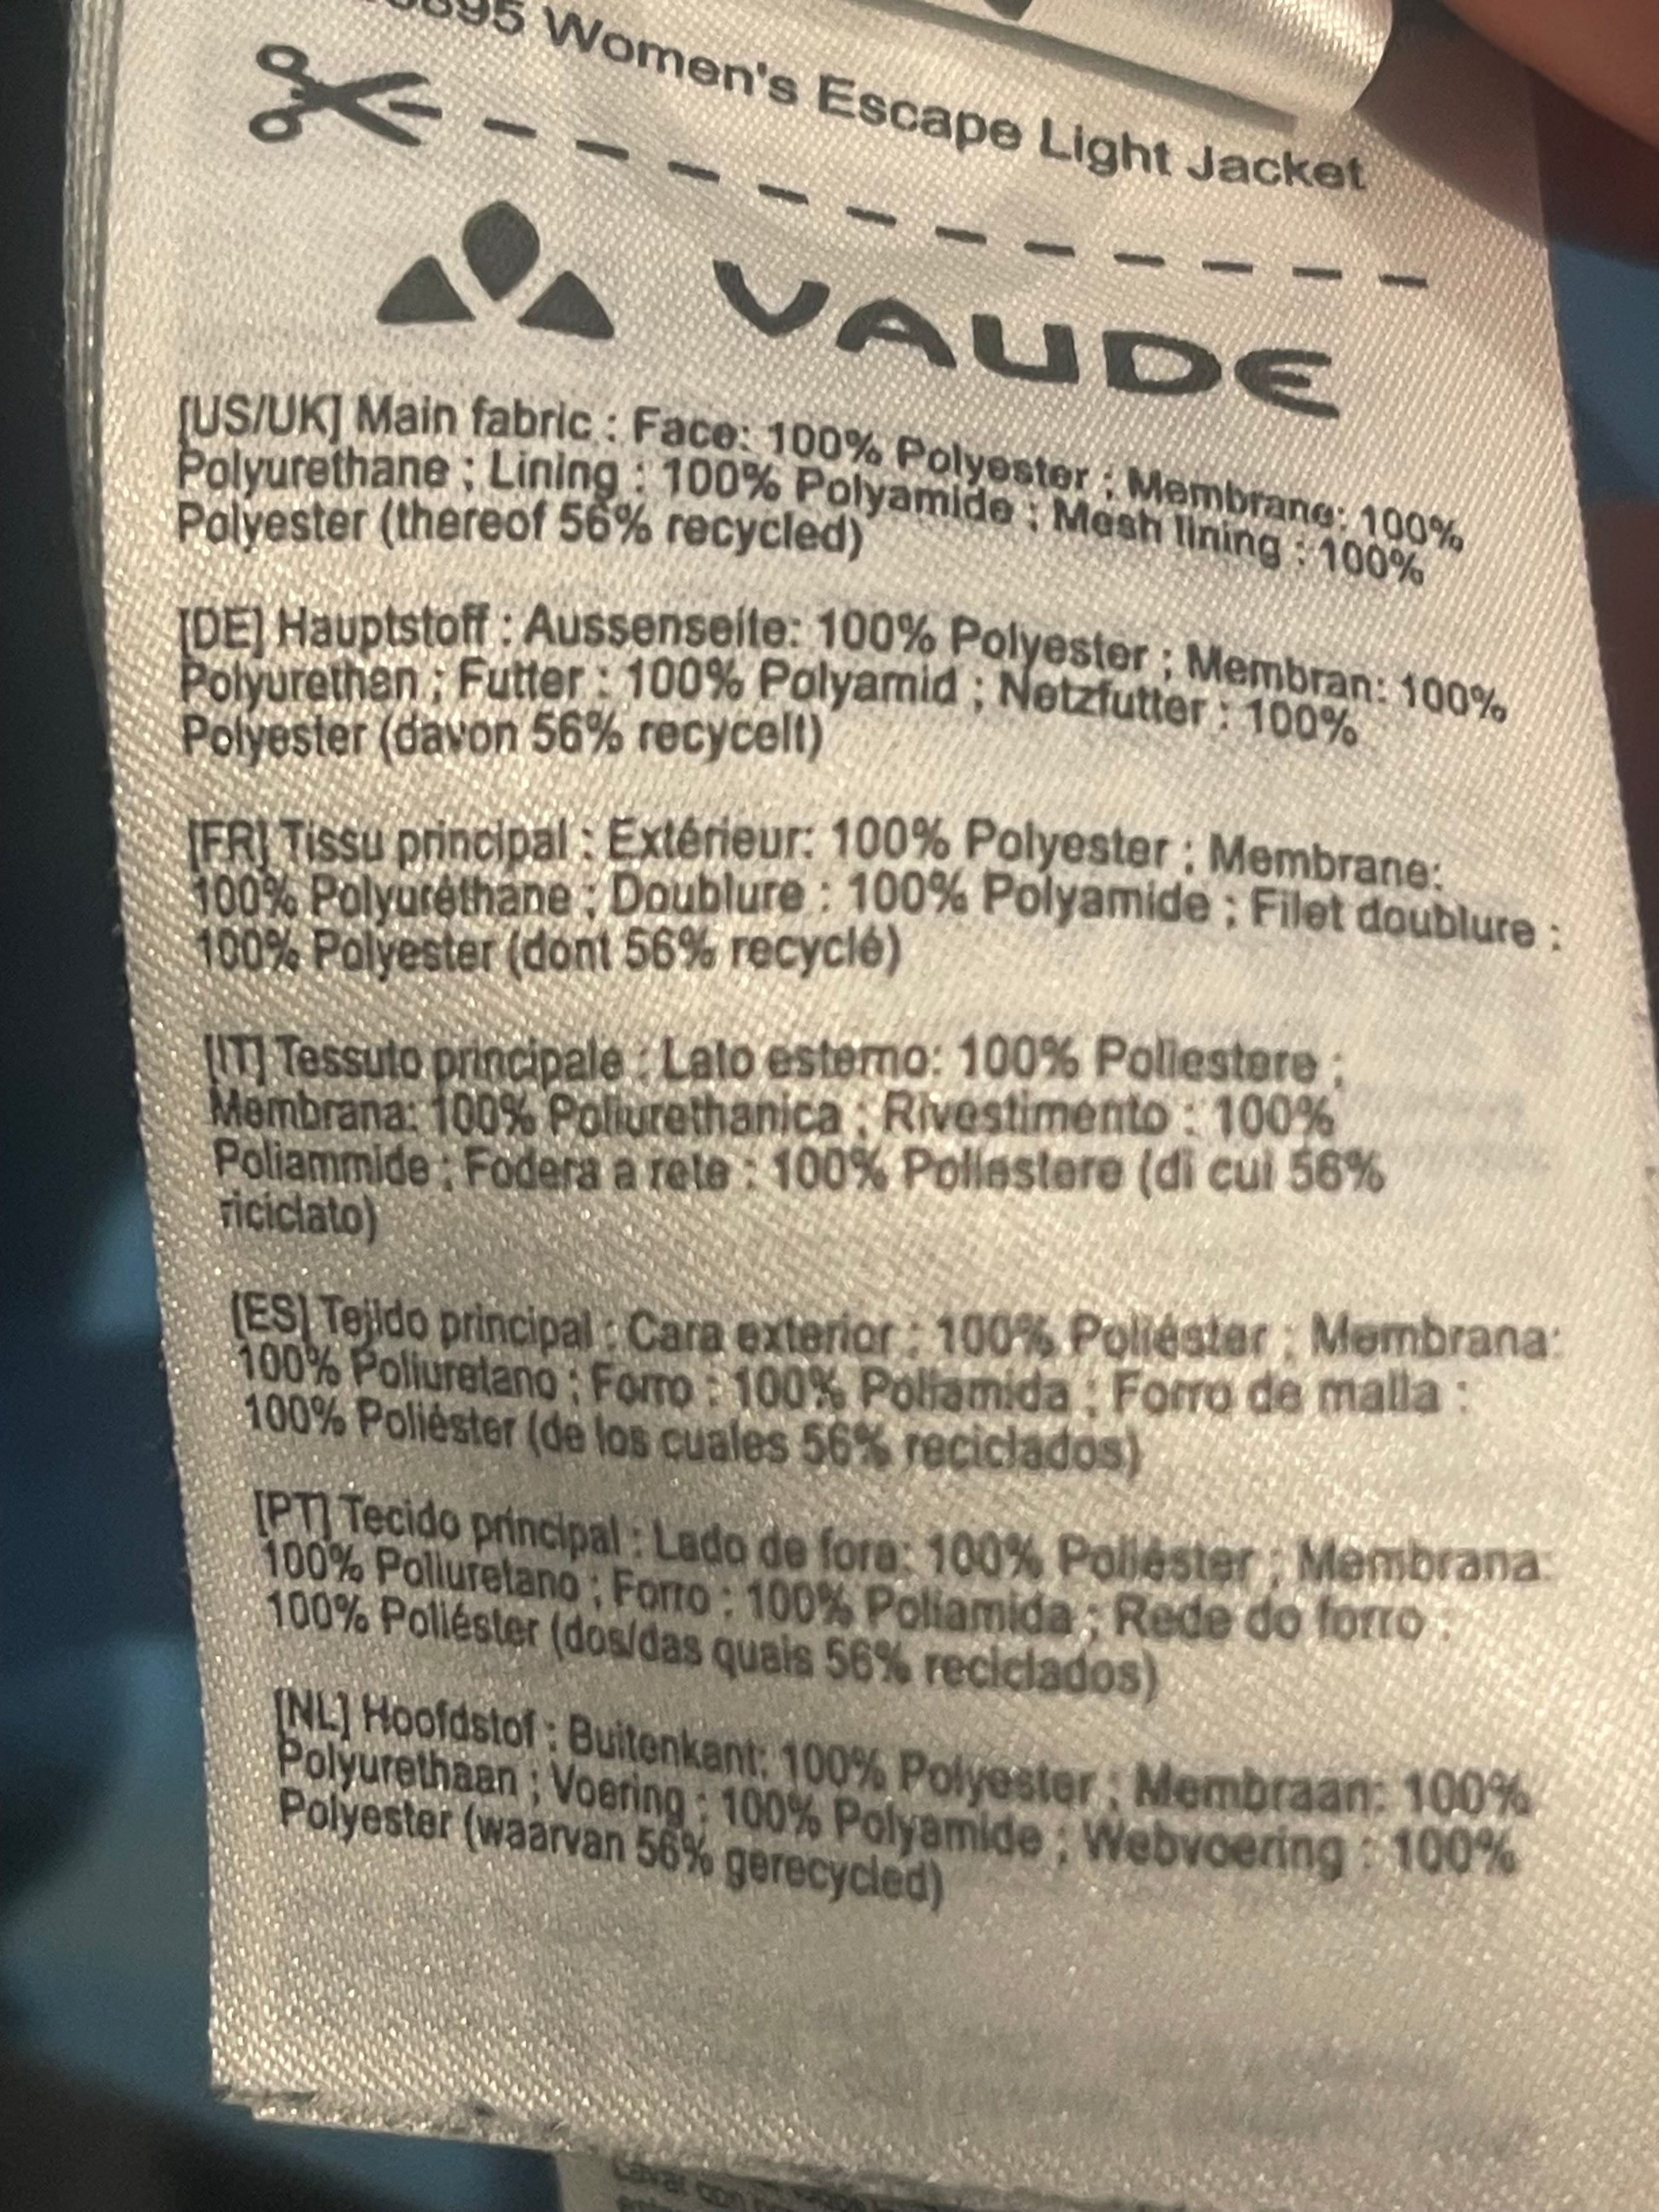 Women's Escape Light Jacket
VAUDE
[US/UK] Main fabric : Face: 100% Polyester ; Membrane: 100%
Polyurethane ; Lining : 100% Polyamide ; Mesh lining : 100%
Polyester (thereof 56% recycled)
[DE] Hauptstoff : Aussenseite: 100% Polyester ; Membran: 100%
Polyurethan ; Futter : 100% Polyamid ; Netzfutter : 100%
Polyester (davon 56% recycelt)
[FR] Tissu principal : Extérieur: 100% Polyester ; Membrane:
100% Polyuréthane ; Doublure : 100% Polyamide ; Filet doublure :
100% Polyester (dont 56% recyclé)
[IT] Tessuto principale : Lato esterno: 100% Poliestere ;
Membrana: 100% Poliurethanica ; Rivestimento : 100%
Poliammide ; Fodera a rete : 100% Poliestere (di cui 56%
riciclato)
[ES] Tejido principal : Cara exterior : 100% Poliéster ; Membrana:
100% Poliuretano ; Forro : 100% Poliamida ; Forro de malla :
100% Poliéster (de los cuales 56% reciclados)
[PT] Tecido principal : Lado de fora: 100% Poliéster ; Membrana:
100% Poliuretano ; Forro : 100% Poliamida ; Rede do forro :
100% Poliéster (dos/das quais 56% reciclados)
[NL] Hoofdstof : Buitenkant: 100% Polyester ; Membraan: 100%
Polyurethaan ; Voering : 100% Polyamide ; Webvoering : 100%
Polyester (waarvan 56% gerecycled)